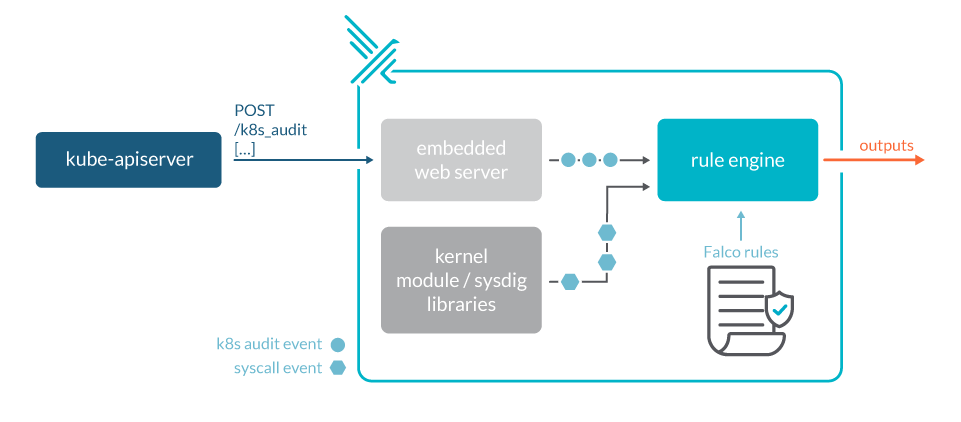 POST
/k8s_audit
[...]
kube-apiserver
embedded
web server
rule engine
outputs
kernel
module / sysdig
libraries
Falco rules
k8s audit event
syscall event